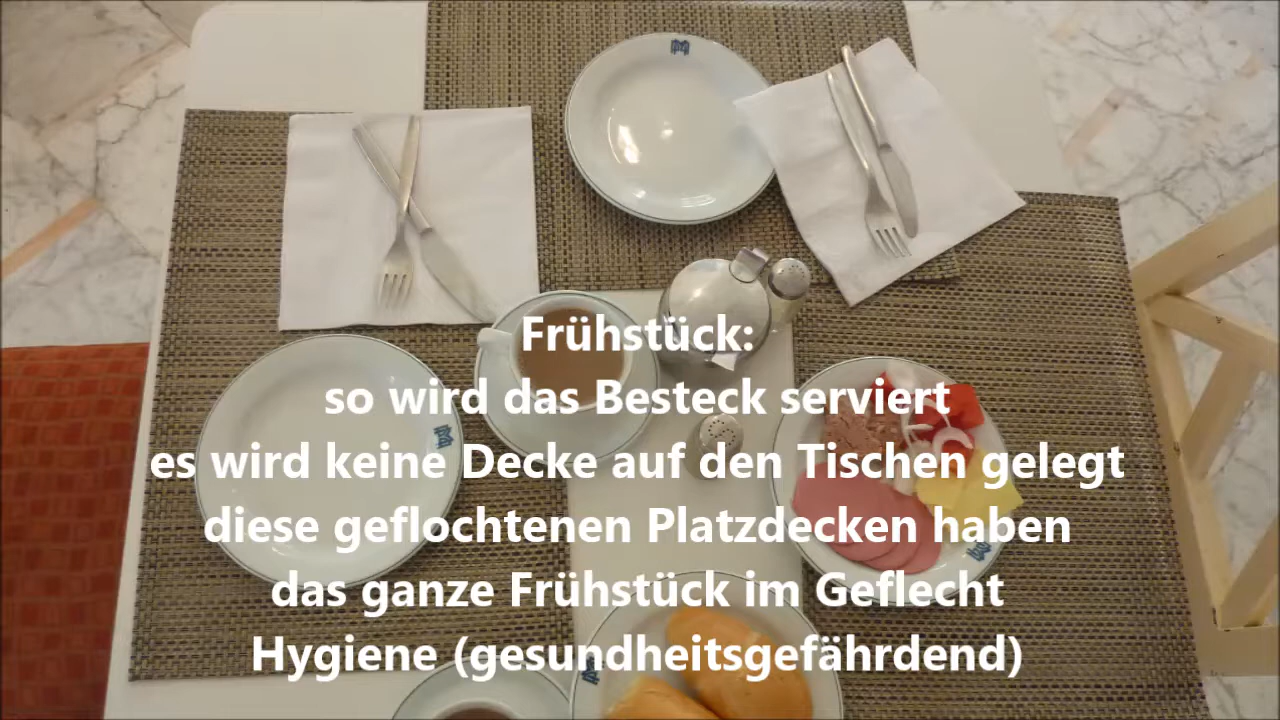 Frühstück:
so wird das Besteck serviert
es wird keine Decke auf den Tischen gelegt
diese geflochtenen Platzdecken haben
das ganze Frühstück im Geflecht
Hygiene (gesundheitsgefährdend)